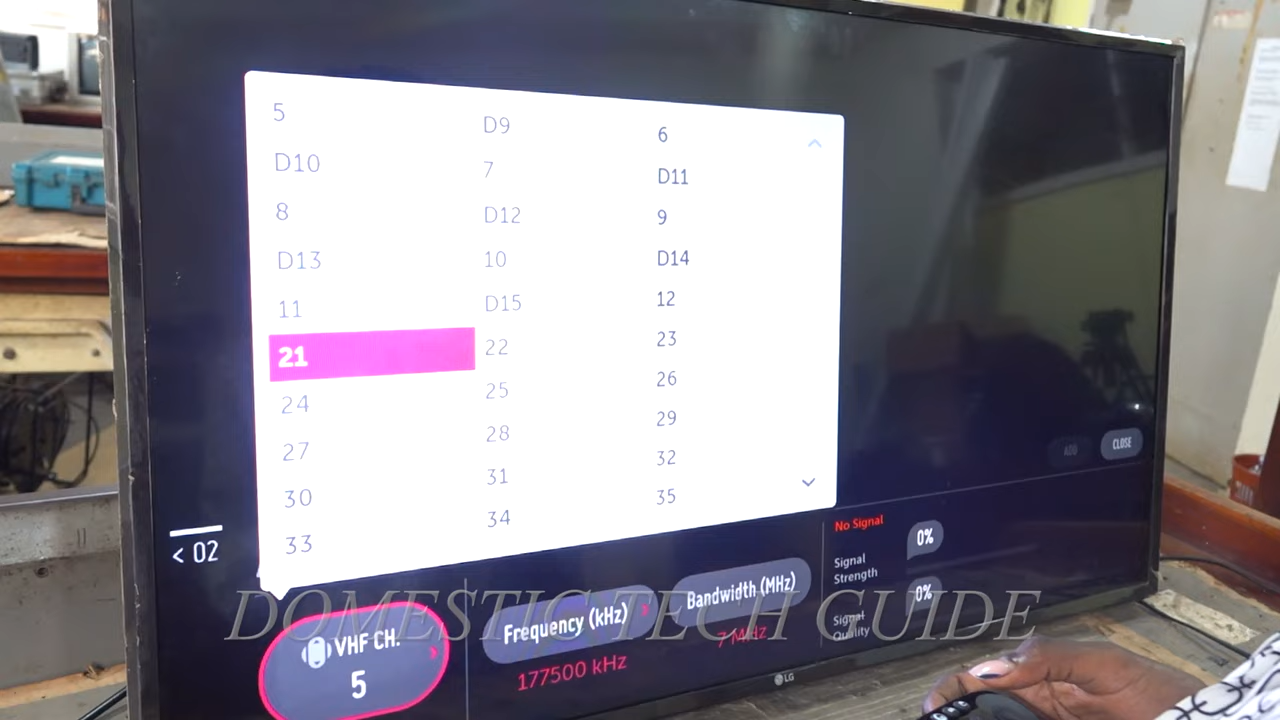 5 D9 6
D10 7 D11
8 D12 9
D13 10 D14
11 D15 12
21 22 23
24 25 26
27 28 29
30 31 32
33 34 35
ADD CLOSE
< 02
VHF CH.
5
Frequency (kHz)
177500 kHz
Bandwidth (MHz)
7 MHz
No Signal
Signal
Strength
0%
Signal
Quality
0%
LG
DOMESTIC TECH GUIDE